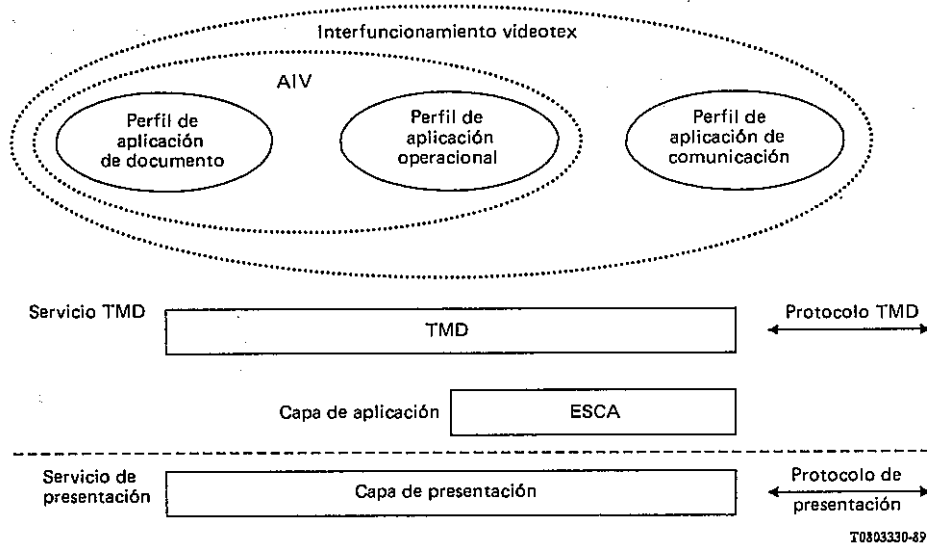 Interfuncionamiento vídeotex
AIV
Perfil de
aplicación
de documento
Perfil de
aplicación
operacional
Perfil de
aplicación de
comunicación
Servicio TMD
TMD
Protocolo TMD
Capa de aplicación
ESCA
Servicio de
presentación
Capa de presentación
Protocolo de
presentación
T0803330-89